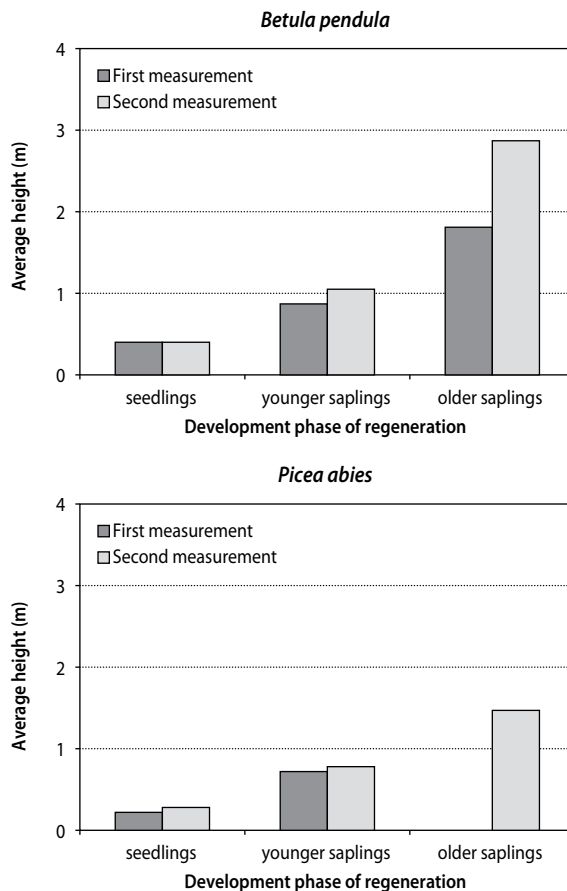 Betula pendula
4
First measurement
Second measurement
3
2
1
0
Average height (m)
seedlings younger saplings older saplings
Development phase of regeneration
Picea abies
4
First measurement
Second measurement
3
2
1
0
Average height (m)
seedlings younger saplings older saplings
Development phase of regeneration